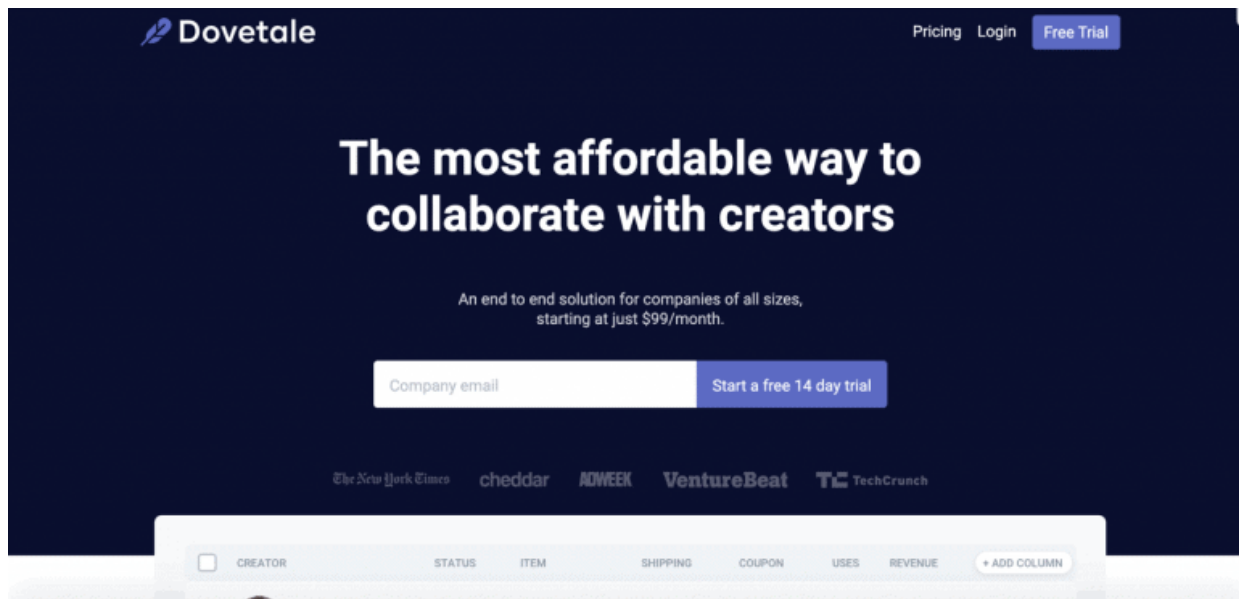 Dovetale
Pricing Login Free Trial
The most affordable way to
collaborate with creators
An end to end solution for companies of all sizes,
starting at just $99/month.
Company email Start a free 14 day trial
The New York Times cheddar ADWEEK VentureBeat TC TechCrunch
CREATOR STATUS ITEM SHIPPING COUPON USES REVENUE + ADD COLUMN